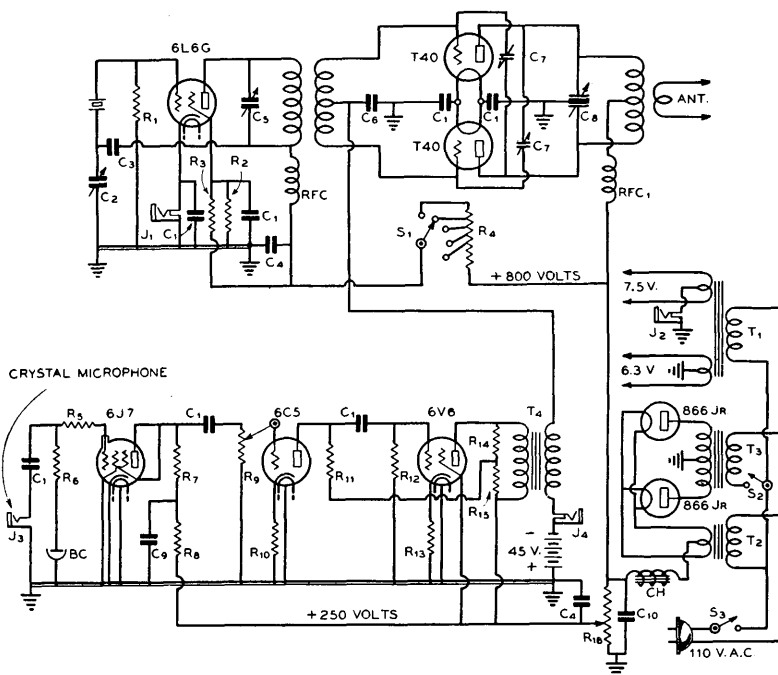 6L6G
T40
C7
R1
C5
C6
C1
C1
C8
ANT.
C3
R3
R2
T40
C7
C2
RFC
RFC1
J1
C1
C1
S1
R4
C4
+800 VOLTS
7.5 V.
J2
T1
6.3 V
CRYSTAL MICROPHONE
866 JR
R5
6J7
C1
6C5
C1
6V6
T4
T3
R14
C1
R6
R7
R9
R11
R12
S2
R15
866 JR
J3
J4
BC
C9
R8
R10
R13
45 V.
-
+
T2
CH
C4
+250 VOLTS
C10
S3
R16
110 V.A.C